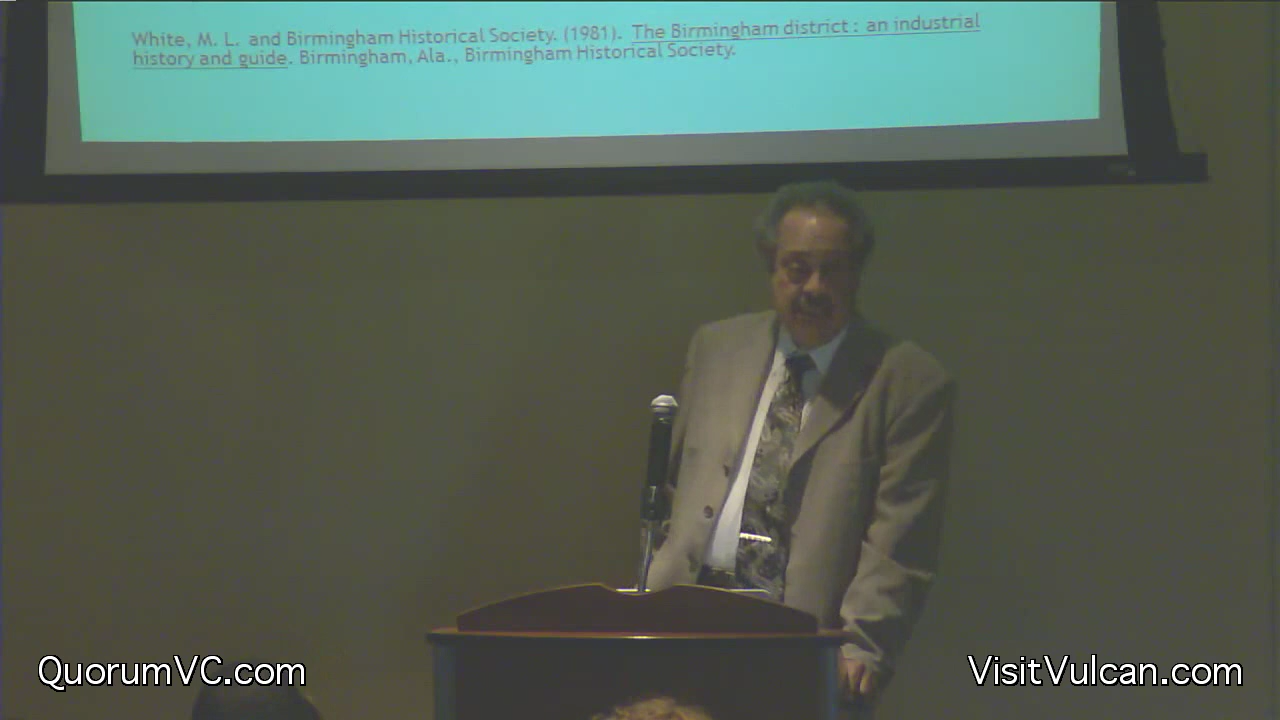 White, M. L. and Birmingham Historical Society. (1981). The Birmingham district : an industrial
history and guide. Birmingham, Ala., Birmingham Historical Society.
QuorumVC.com
VisitVulcan.com